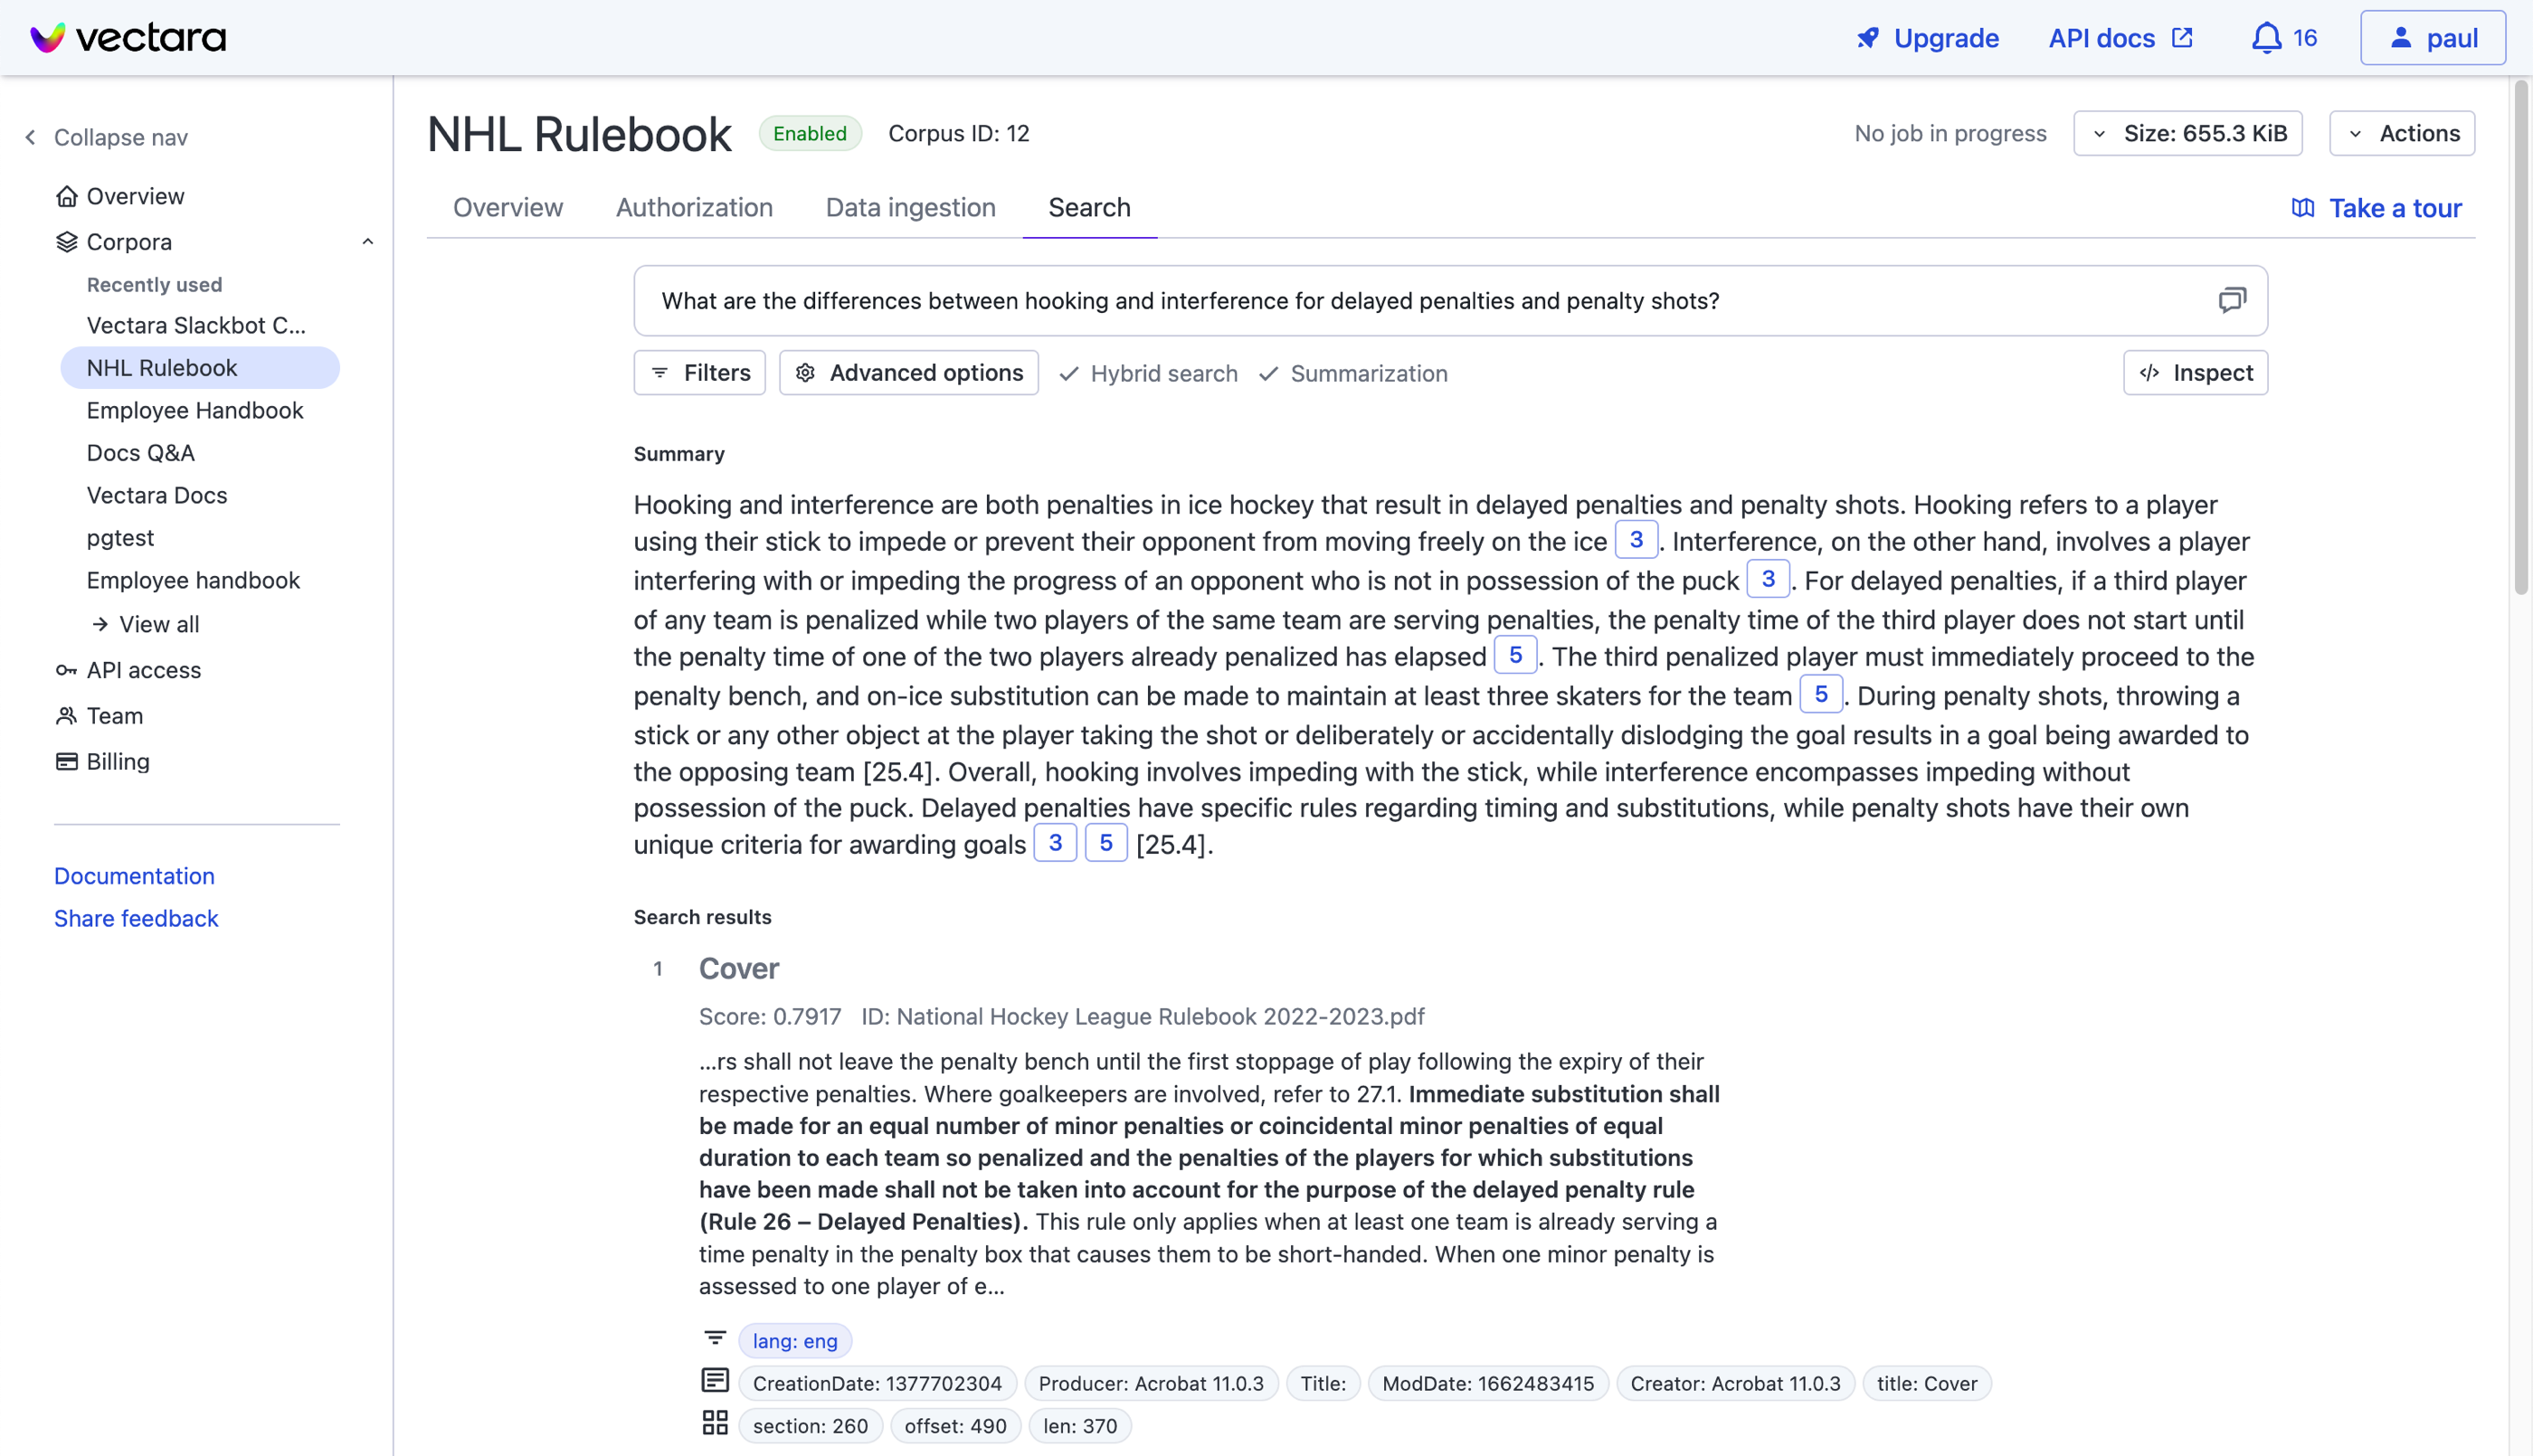 vectara
Upgrade
API docs
16
paul
Collapse nav
Overview
Corpora
Recently used
Vectara Slackbot C...
NHL Rulebook
Employee Handbook
Docs Q&A
Vectara Docs
pgtest
Employee handbook
View all
API access
Team
Billing
Documentation
Share feedback
NHL Rulebook
Enabled
Corpus ID: 12
No job in progress
Size: 655.3 KiB
Actions
Overview
Authorization
Data ingestion
Search
Take a tour
What are the differences between hooking and interference for delayed penalties and penalty shots?
Filters
Advanced options
Hybrid search
Summarization
Inspect
Summary
Hooking and interference are both penalties in ice hockey that result in delayed penalties and penalty shots. Hooking refers to a player
using their stick to impede or prevent their opponent from moving freely on the ice 3. Interference, on the other hand, involves a player
interfering with or impeding the progress of an opponent who is not in possession of the puck 3. For delayed penalties, if a third player
of any team is penalized while two players of the same team are serving penalties, the penalty time of the third player does not start until
the penalty time of one of the two players already penalized has elapsed 5. The third penalized player must immediately proceed to the
penalty bench, and on-ice substitution can be made to maintain at least three skaters for the team 5. During penalty shots, throwing a
stick or any other object at the player taking the shot or deliberately or accidentally dislodging the goal results in a goal being awarded to
the opposing team [25.4]. Overall, hooking involves impeding with the stick, while interference encompasses impeding without
possession of the puck. Delayed penalties have specific rules regarding timing and substitutions, while penalty shots have their own
unique criteria for awarding goals 3 5 [25.4].
Search results
1 Cover
Score: 0.7917 ID: National Hockey League Rulebook 2022-2023.pdf
...rs shall not leave the penalty bench until the first stoppage of play following the expiry of their
respective penalties. Where goalkeepers are involved, refer to 27.1. Immediate substitution shall
be made for an equal number of minor penalties or coincidental minor penalties of equal
duration to each team so penalized and the penalties of the players for which substitutions
have been made shall not be taken into account for the purpose of the delayed penalty rule
(Rule 26 – Delayed Penalties). This rule only applies when at least one team is already serving a
time penalty in the penalty box that causes them to be short-handed. When one minor penalty is
assessed to one player of e...
lang: eng
CreationDate: 1377702304 Producer: Acrobat 11.0.3 Title: ModDate: 1662483415 Creator: Acrobat 11.0.3 title: Cover
section: 260 offset: 490 len: 370